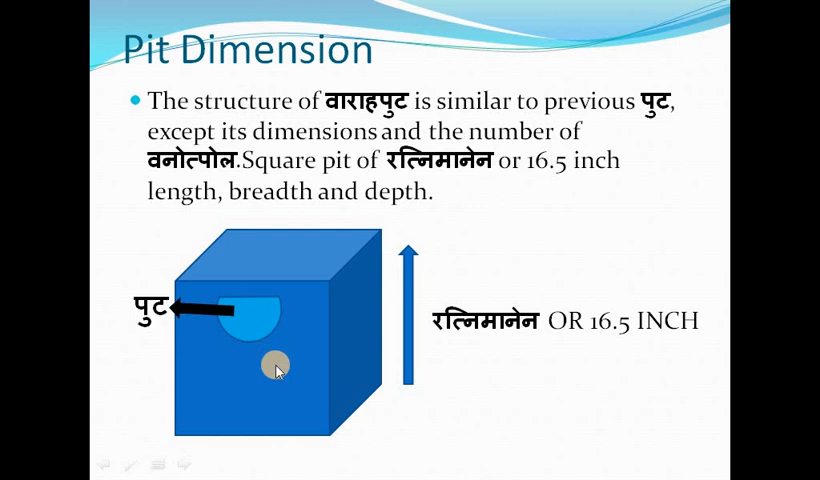 Pit Dimension
The structure of वाराहपुट is similar to previous पुट,
except its dimensions and the number of
वनोत्पोल.Square pit of रत्निमानेन or 16.5 inch
length, breadth and depth.
पुट
रत्निमानेन OR 16.5 INCH